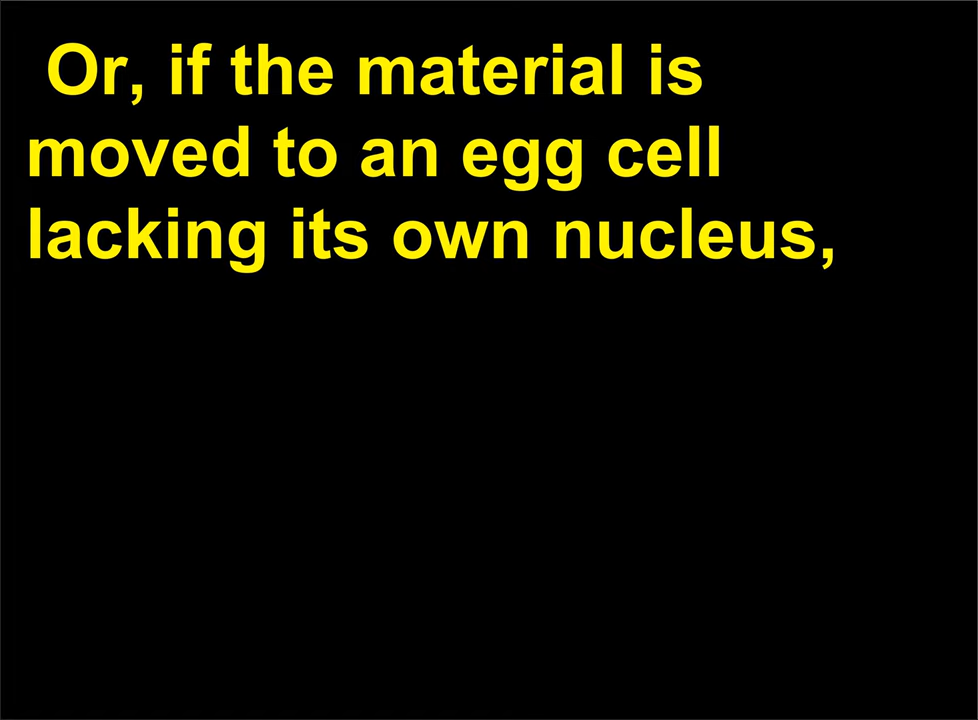 Or, if the material is
moved to an egg cell
lacking its own nucleus,